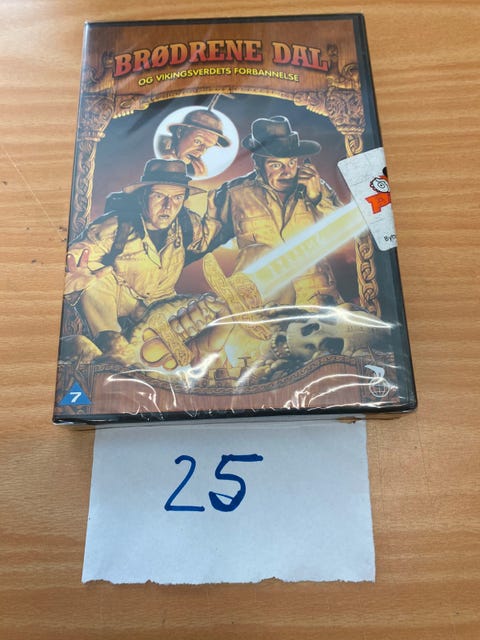 BRØDRENE DAL
OG VIKINGSVERDETS FORBANNELSE
7
25